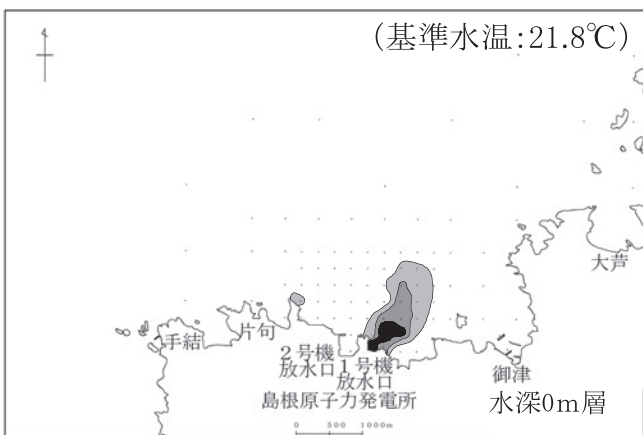 (基準水温:21.8℃)
大芦
手結
片句
2号機
放水口
1号機
放水口
御津
島根原子力発電所
水深0m層
0 500 1000m